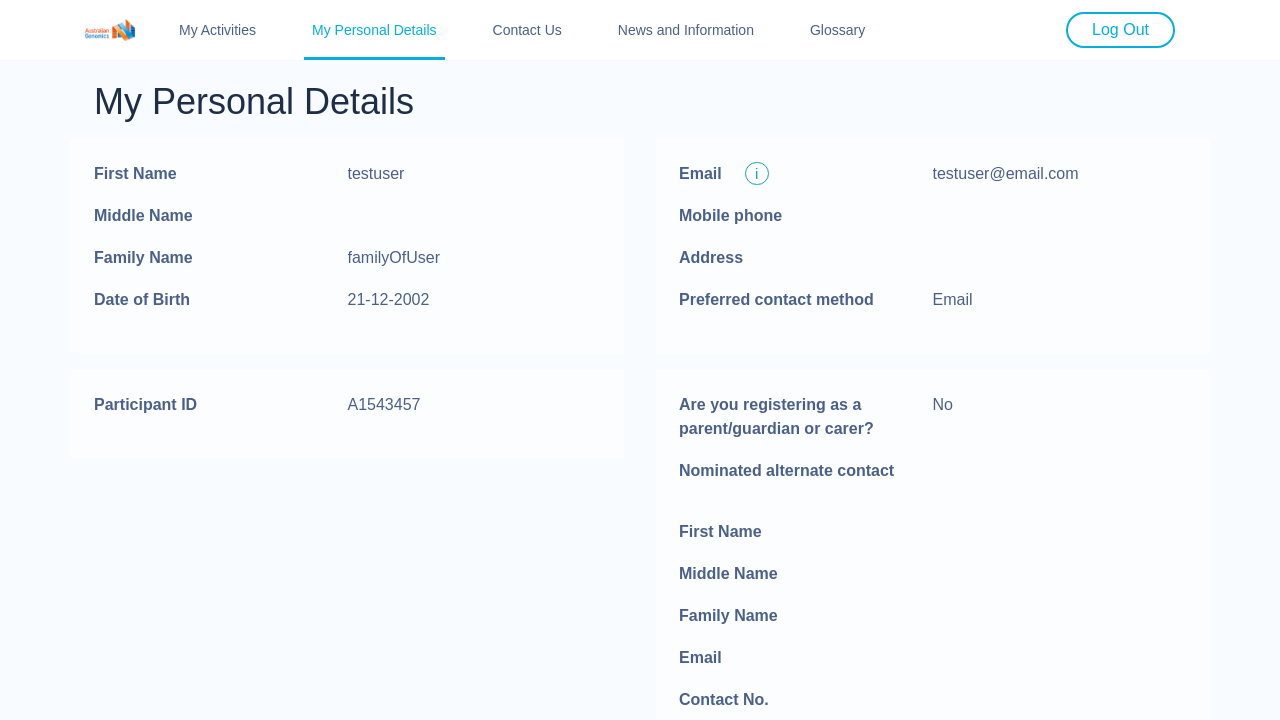 Australian
Genomics
My Activities
My Personal Details
Contact Us
News and Information
Glossary
Log Out
My Personal Details
First Name testuser
Middle Name
Family Name familyOfUser
Date of Birth 21-12-2002
Email i testuser@email.com
Mobile phone
Address
Preferred contact method Email
Participant ID A1543457
Are you registering as a No
parent/guardian or carer?
Nominated alternate contact
First Name
Middle Name
Family Name
Email
Contact No.